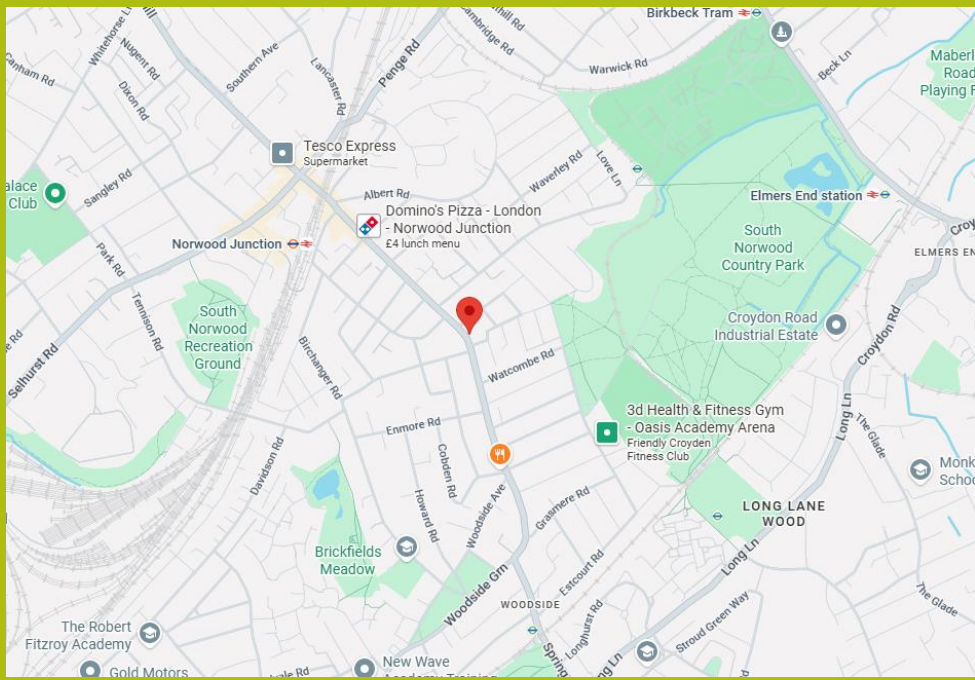 Birkbeck Tram
Whitehorse L
Nugent Rd
Southern Ave
Lancaster Rd
Penge Rd
Warwick Rd
Beck Ln
Canham Rd
Dixon Rd
Road
Playing F
Tesco Express
Supermarket
Sangley Rd
Club
Albert Rd
Waverley Rd
Love Ln
Elmers End station
Domino's Pizza - London
- Norwood Junction
£4 lunch menu
Norwood Junction
South
Norwood
Country Park
ELMERS EN
Park Rd
Tennison Rd
South
Norwood
Recreation
Ground
Croydon Road
Industrial Estate
Croydon Rd
Selhurst Rd
Birchanger Rd
Watcombe Rd
Long Ln
3d Health & Fitness Gym
- Oasis Academy Arena
Friendly Croyden
Fitness Club
The Glade
Enmore Rd
Cobden Rd
Davidson Rd
Howard Rd
Woodside Ave
Grasmere Rd
Monk
Schoo
LONG LANE
WOOD
Brickfields
Meadow
Long Ln
Estcourt Rd
Woodside Grn
WOODSIDE
The Glade
Stroud Green Way
Longhurst Rd
The Robert
Fitzroy Academy
Gold Motors
New Wave
Spring